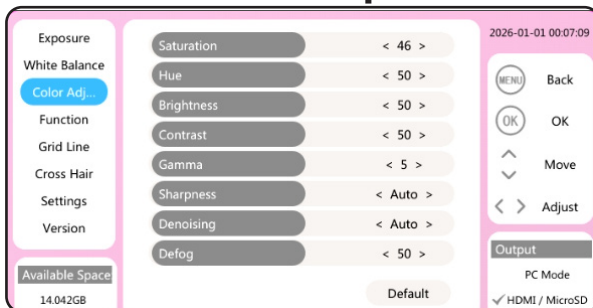 Exposure
White Balance
Color Adj...
Function
Grid Line
Cross Hair
Settings
Version
Available Space
14.042GB
Saturation < 46 >
Hue < 50 >
Brightness < 50 >
Contrast < 50 >
Gamma < 5 >
Sharpness < Auto >
Denoising < Auto >
Defog < 50 >
Default
2026-01-01 00:07:09
MENU Back
OK OK
Move
< > Adjust
Output
PC Mode
✓ HDMI / MicroSD